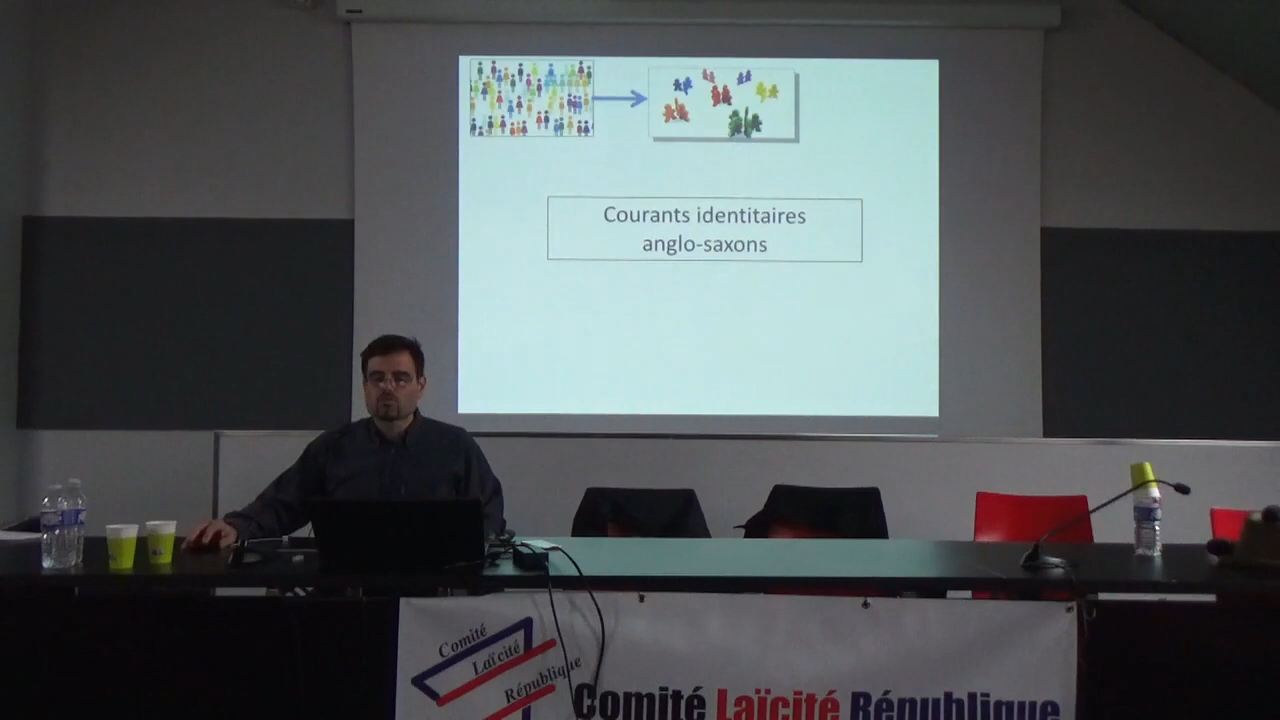 Courants identitaires
anglo-saxons
Comité
Laïcité
République
Comité Laïcité République